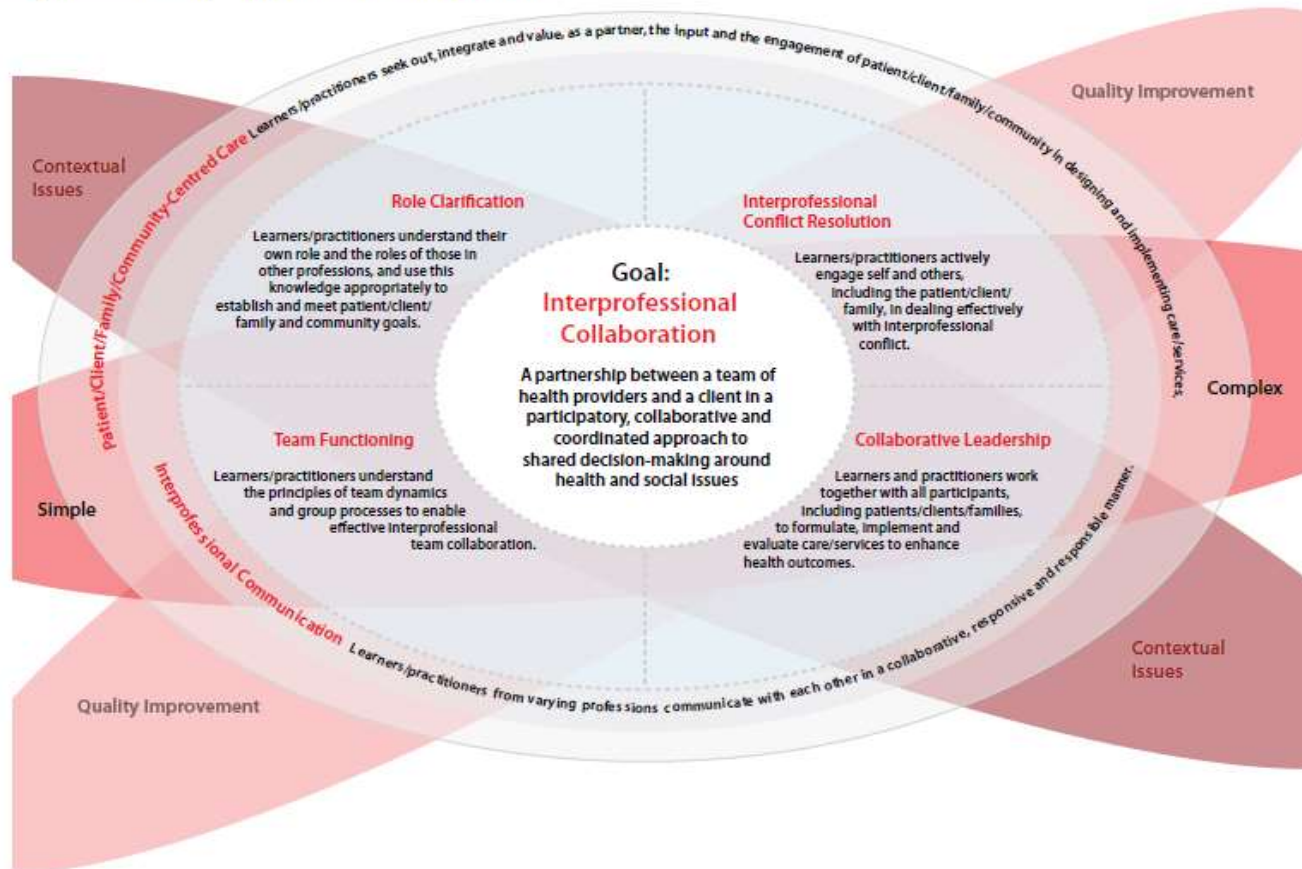 Patient/Client/Family/Community-Centred Care Learners/practitioners seek out, integrate and value, as a partner, the input and the engagement of patient/client/family/community in designing and implementing care/services,
Quality Improvement
Contextual
Issues
Role Clarification
Learners/practitioners understand their
own role and the roles of those in
other professions, and use this
knowledge appropriately to
establish and meet patient/client/
family and community goals.
Interprofessional
Conflict Resolution
Learners/practitioners actively
engage self and others,
including the patient/client/
family, in dealing effectively
with interprofessional
conflict.
Goal:
Interprofessional
Collaboration
A partnership between a team of
health providers and a client in a
participatory, collaborative and
coordinated approach to
shared decision-making around
health and social issues
Complex
Simple
Team Functioning
Learners/practitioners understand
the principles of team dynamics
and group processes to enable
effective interprofessional
team collaboration.
Collaborative Leadership
Learners and practitioners work
together with all participants,
including patients/clients/families,
to formulate, implement and
evaluate care/services to enhance
health outcomes.
Interprofessional Communication Learners/practitioners from varying professions communicate with each other in a collaborative, responsive and responsible manner.
Contextual
Issues
Quality Improvement